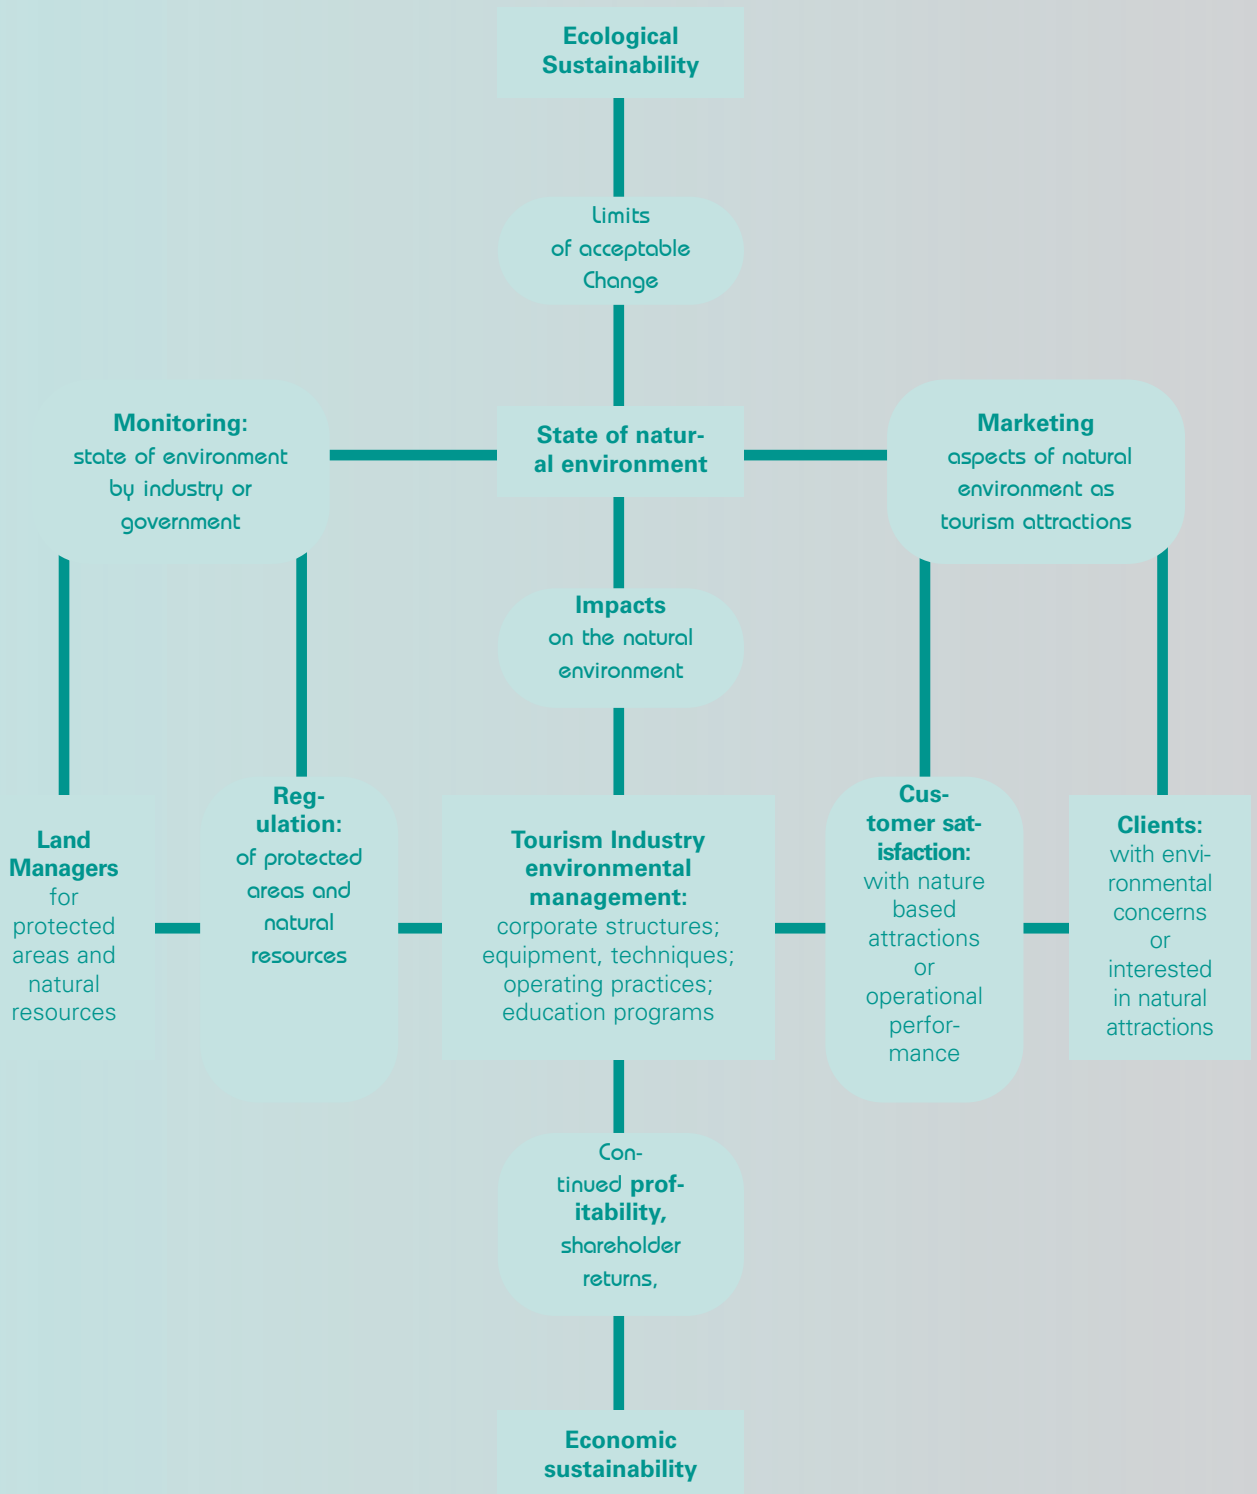 Ecological
Sustainability
Limits
of acceptable
Change
Monitoring:
state of environment
by industry or
government
State of natur-
al environment
Marketing
aspects of natural
environment as
tourism attractions
Impacts
on the natural
environment
Land
Managers
for
protected
areas and
natural
resources
Reg-
ulation:
of protected
areas and
natural
resources
Tourism Industry
environmental
management:
corporate structures;
equipment, techniques;
operating practices;
education programs
Cus-
tomer sat-
isfaction:
with nature
based
attractions
or
operational
perfor-
mance
Clients:
with envi-
ronmental
concerns
or
interested
in natural
attractions
Con-
tinued prof-
itability,
shareholder
returns,
Economic
sustainability